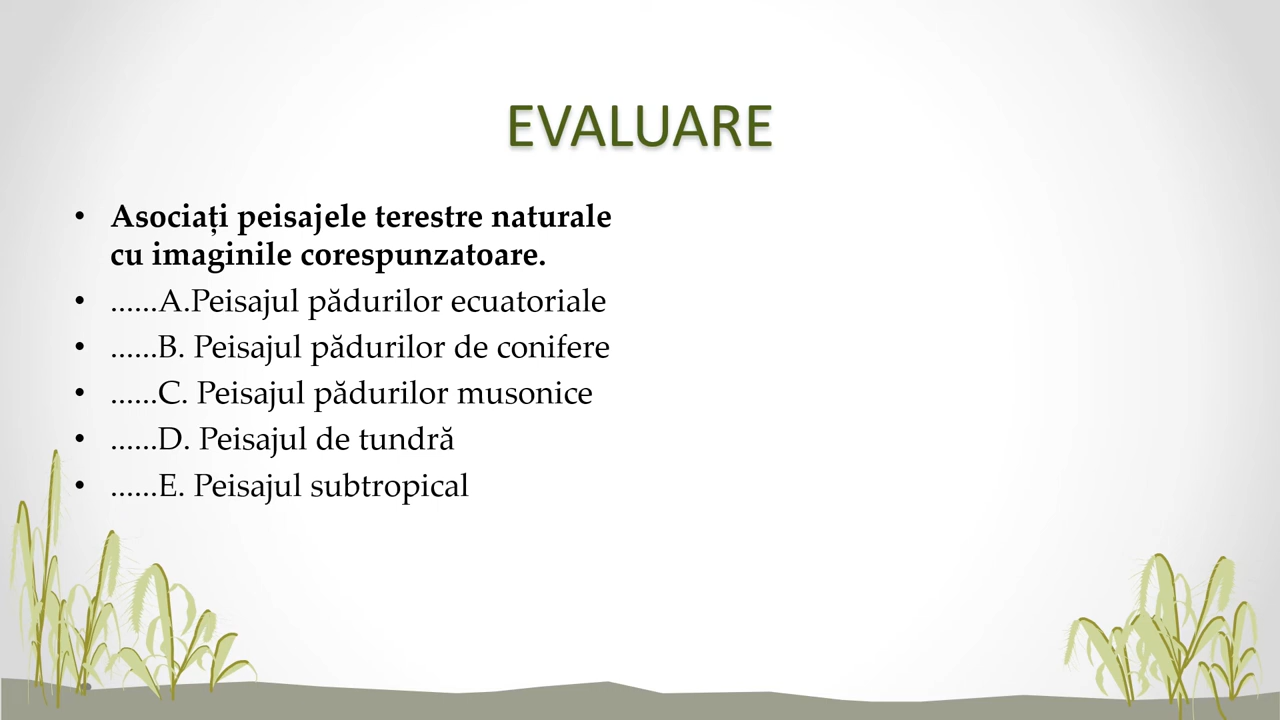 EVALUARE
• Asociați peisajele terestre naturale
cu imaginile corespunzatoare.
• ......A.Peisajul pădurilor ecuatoriale
• ......B. Peisajul pădurilor de conifere
• ......C. Peisajul pădurilor musonice
• ......D. Peisajul de tundră
• ......E. Peisajul subtropical